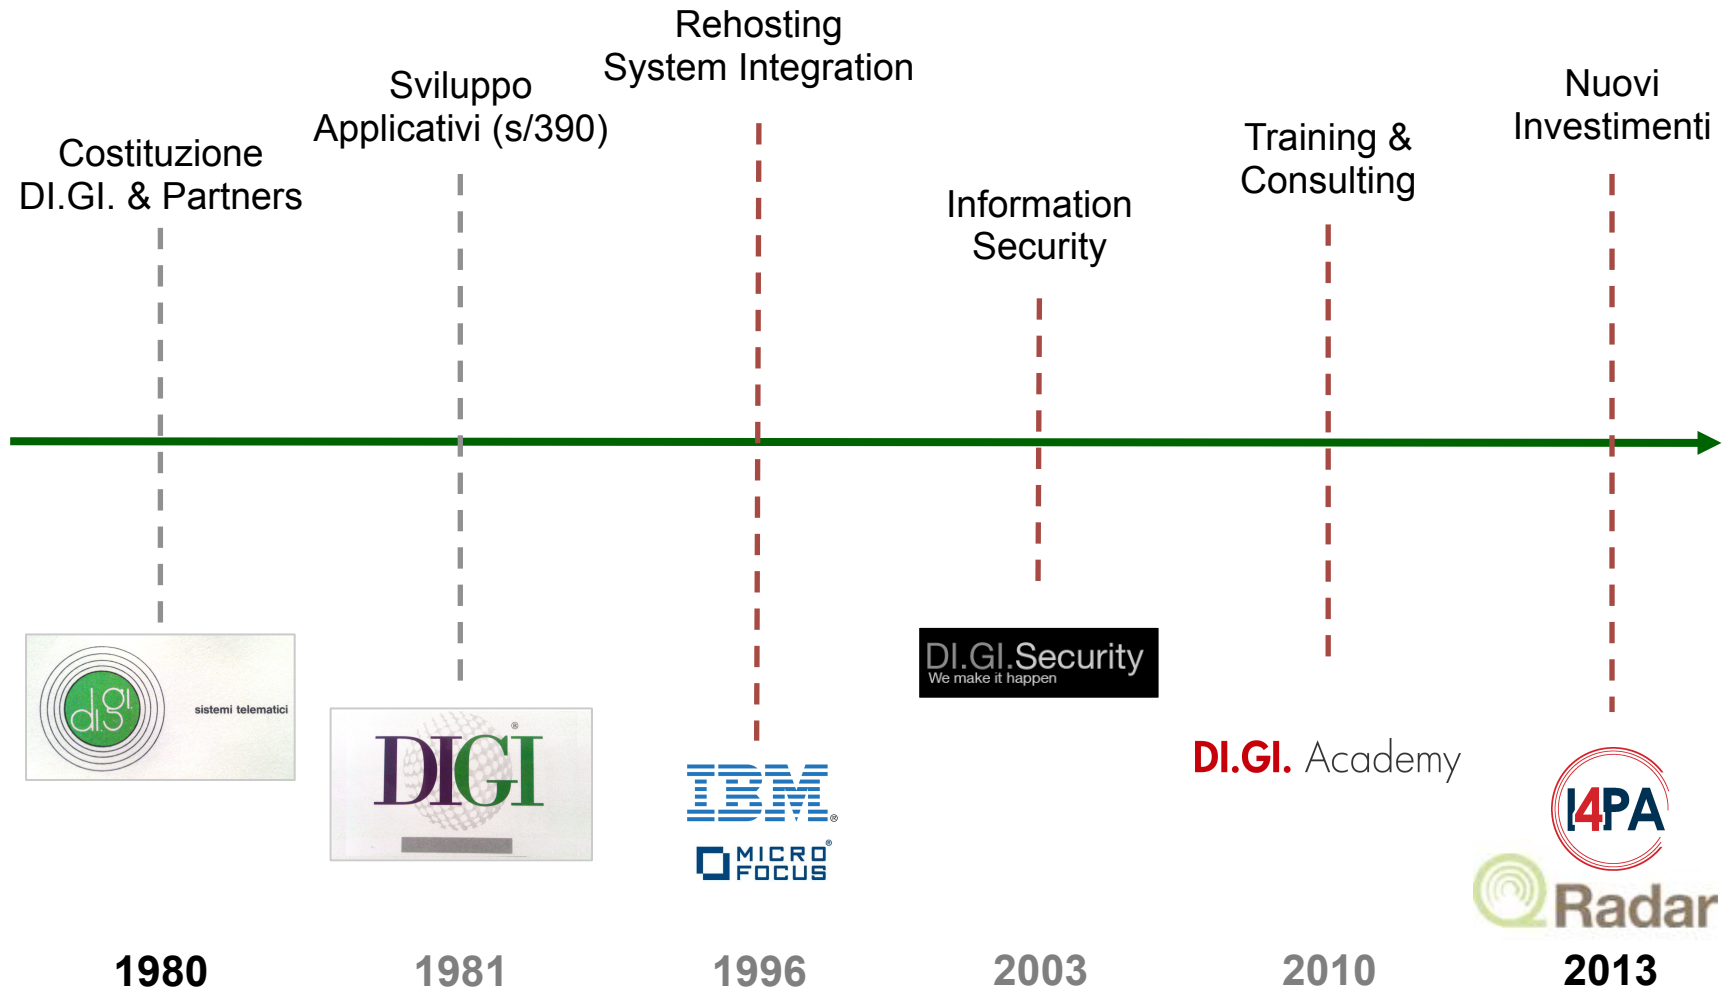 Costituzione
DI.GI. & Partners
Sviluppo
Applicativi (s/390)
Rehosting
System Integration
Information
Security
Training &
Consulting
Nuovi
Investimenti
di.gi.
sistemi telematici
DIGI®
IBM®
MICRO®
FOCUS
DI.GI.Security
We make it happen
DI.GI. Academy
I4PA
QRadar
1980
1981
1996
2003
2010
2013